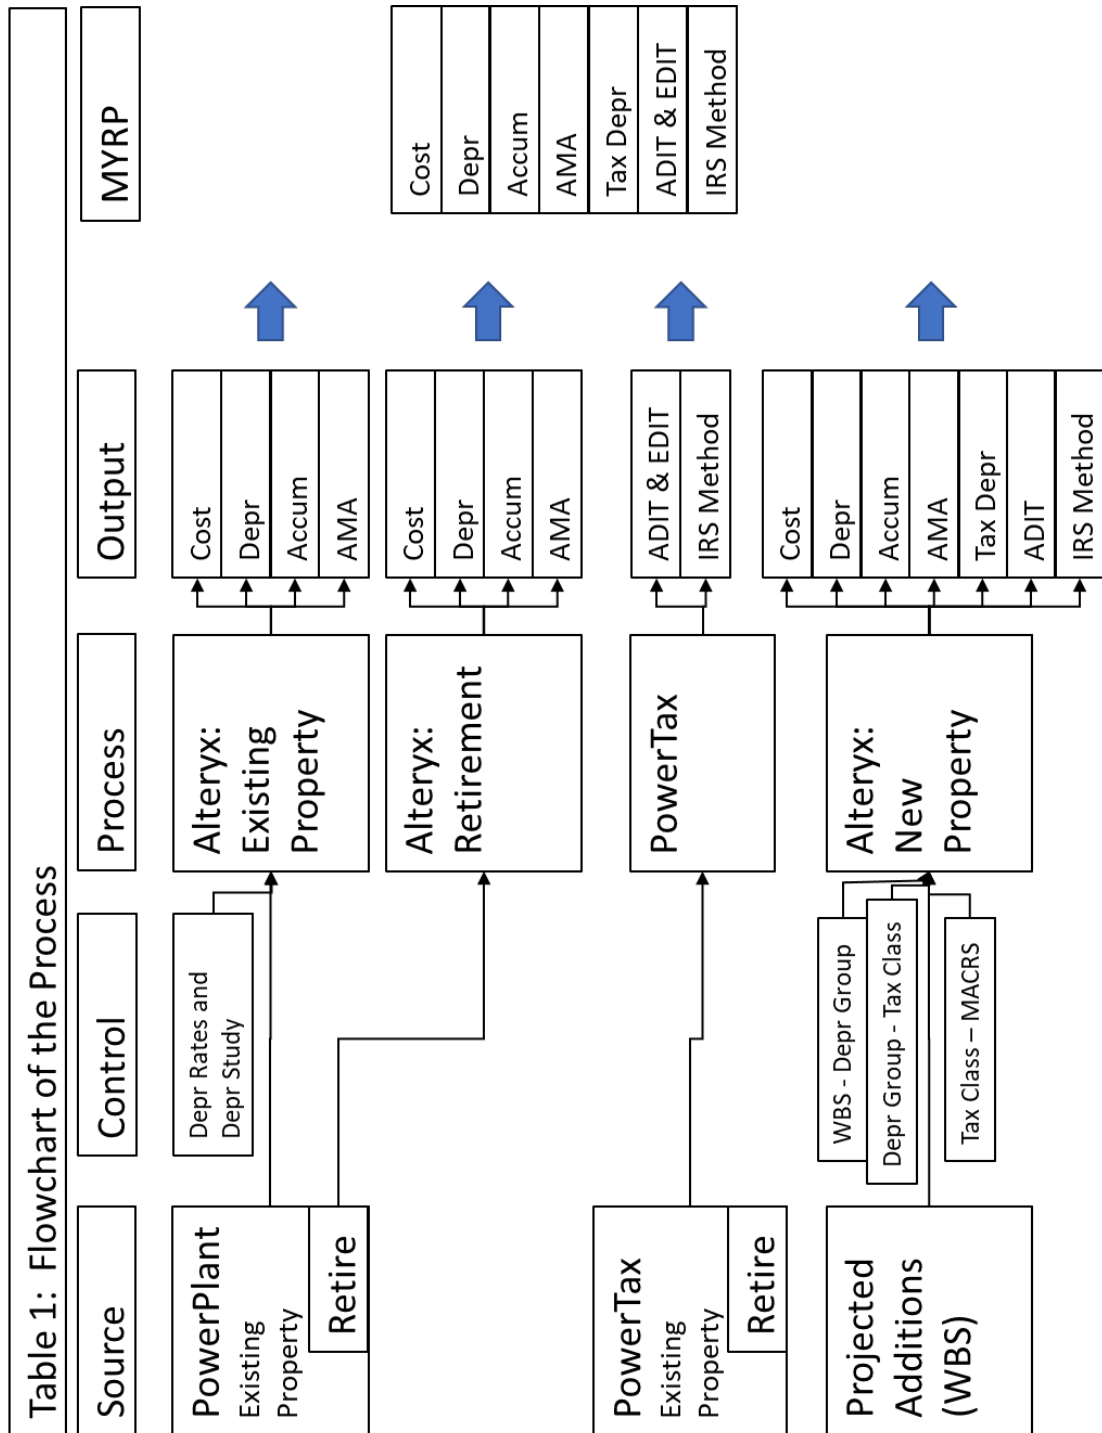 Table 1: Flowchart of the Process
Source
Control
Process
Output
MYRP
PowerPlant
Existing
Property
Retire
Depr Rates and
Depr Study
Alteryx:
Existing
Property
Cost
Depr
Accum
AMA
Alteryx:
Retirement
Cost
Depr
Accum
AMA
PowerTax
Existing
Property
Retire
PowerTax
ADIT & EDIT
IRS Method
Projected
Additions
(WBS)
WBS - Depr Group
Depr Group - Tax Class
Tax Class – MACRS
Alteryx:
New
Property
Cost
Depr
Accum
AMA
Tax Depr
ADIT
IRS Method
Cost
Depr
Accum
AMA
Tax Depr
ADIT & EDIT
IRS Method